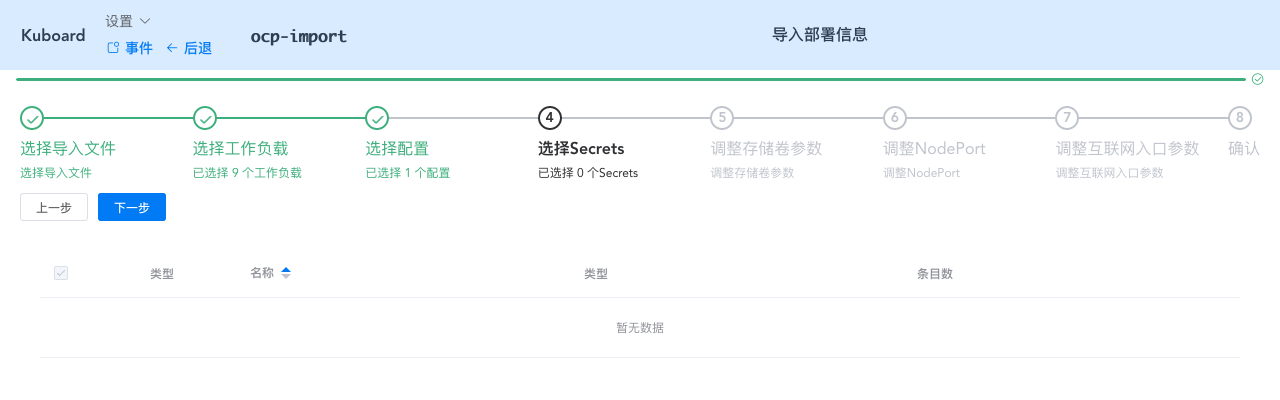 Kuboard
设置
事件 后退
ocp-import
导入部署信息
4 5 6 7 8
选择导入文件 选择工作负载 选择配置 选择Secrets 调整存储卷参数 调整NodePort 调整互联网入口参数 确认
选择导入文件 已选择 9 个工作负载 已选择 1 个配置 已选择 0 个Secrets 调整存储卷参数 调整NodePort 调整互联网入口参数
上一步 下一步
类型 名称 类型 条目数
暂无数据